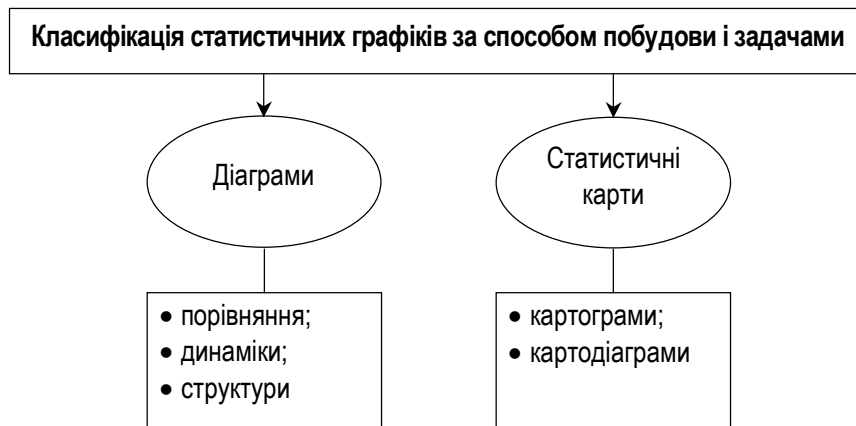 Класифікація статистичних графіків за способом побудови і задачами
Діаграми
Статистичні
карти
• порівняння;
• динаміки;
• структури
• картограми;
• картодіаграми